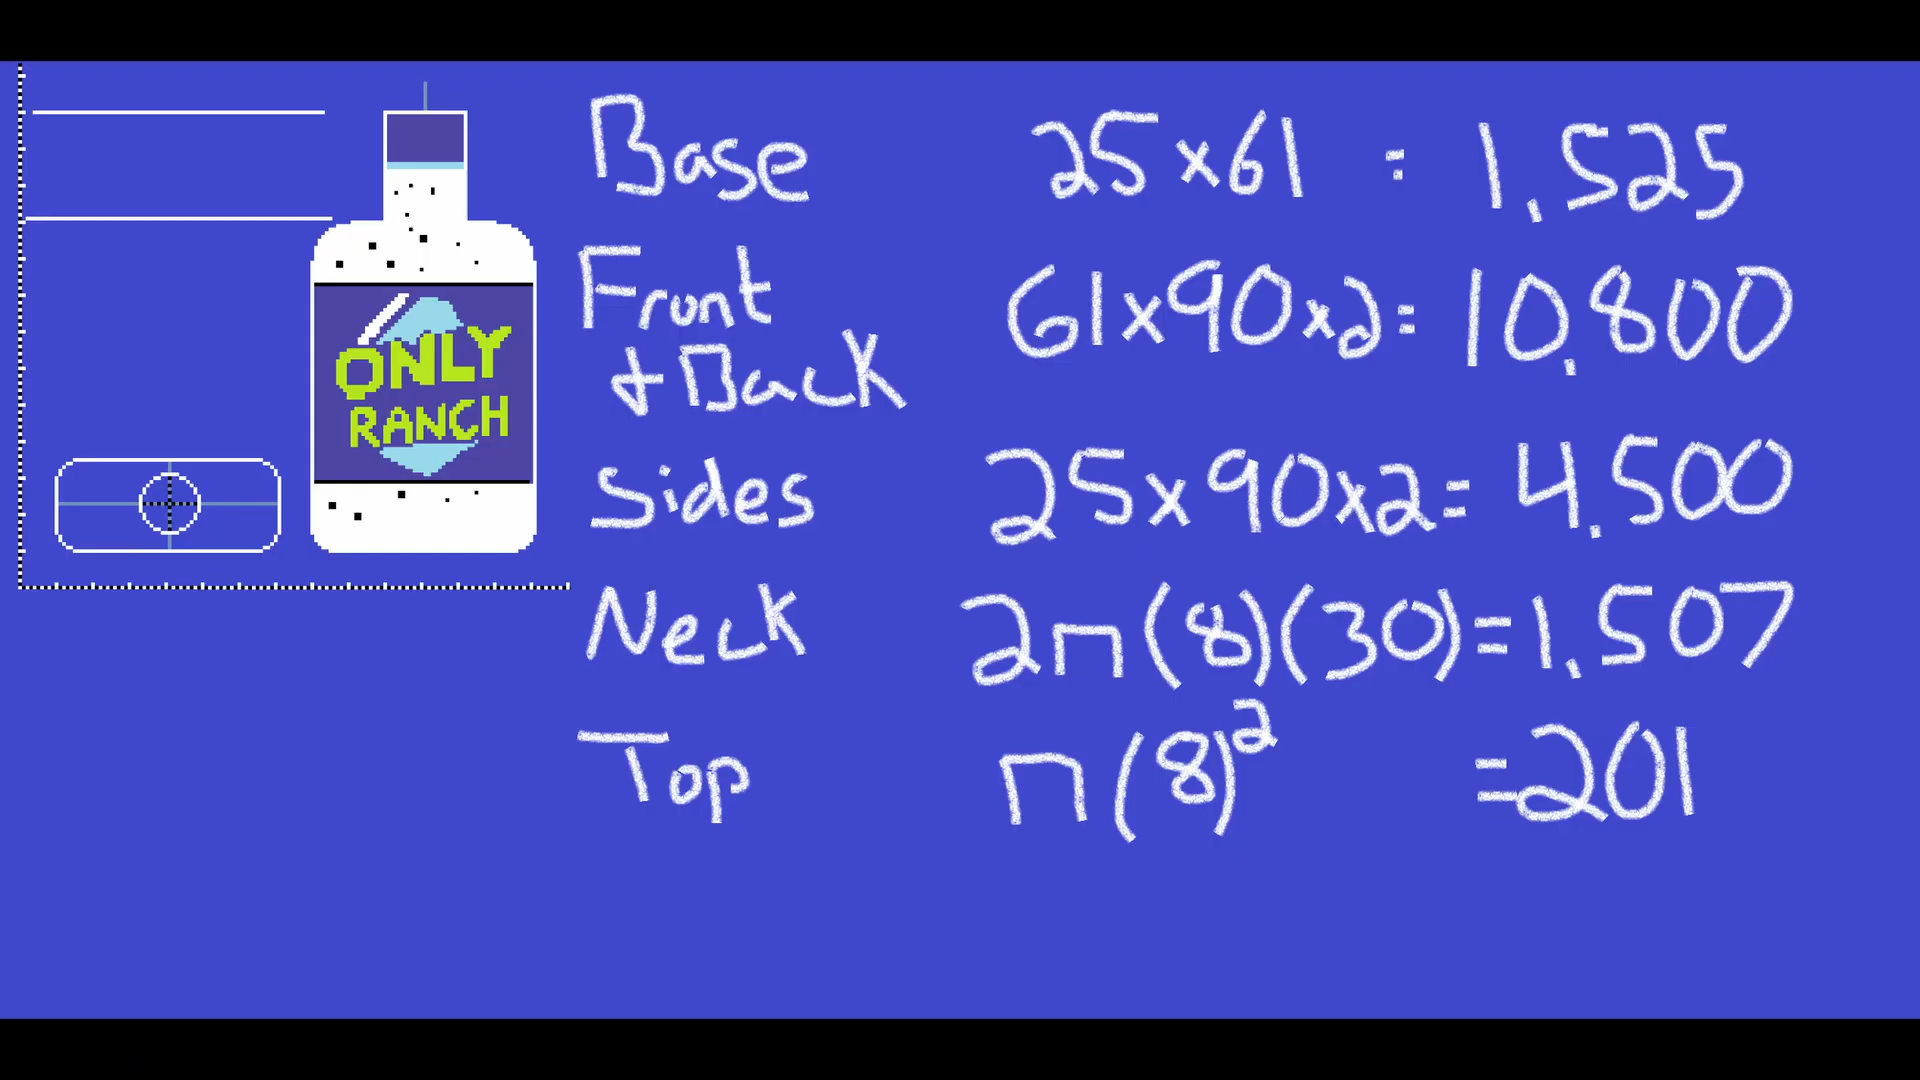 ONLY
RANCH
Base 25x61 = 1,525
Front
+ Back 61x90x2= 10,800
Sides 25x90x2= 4,500
Neck 2π(8)(30)=1,507
Top π(8)² =201